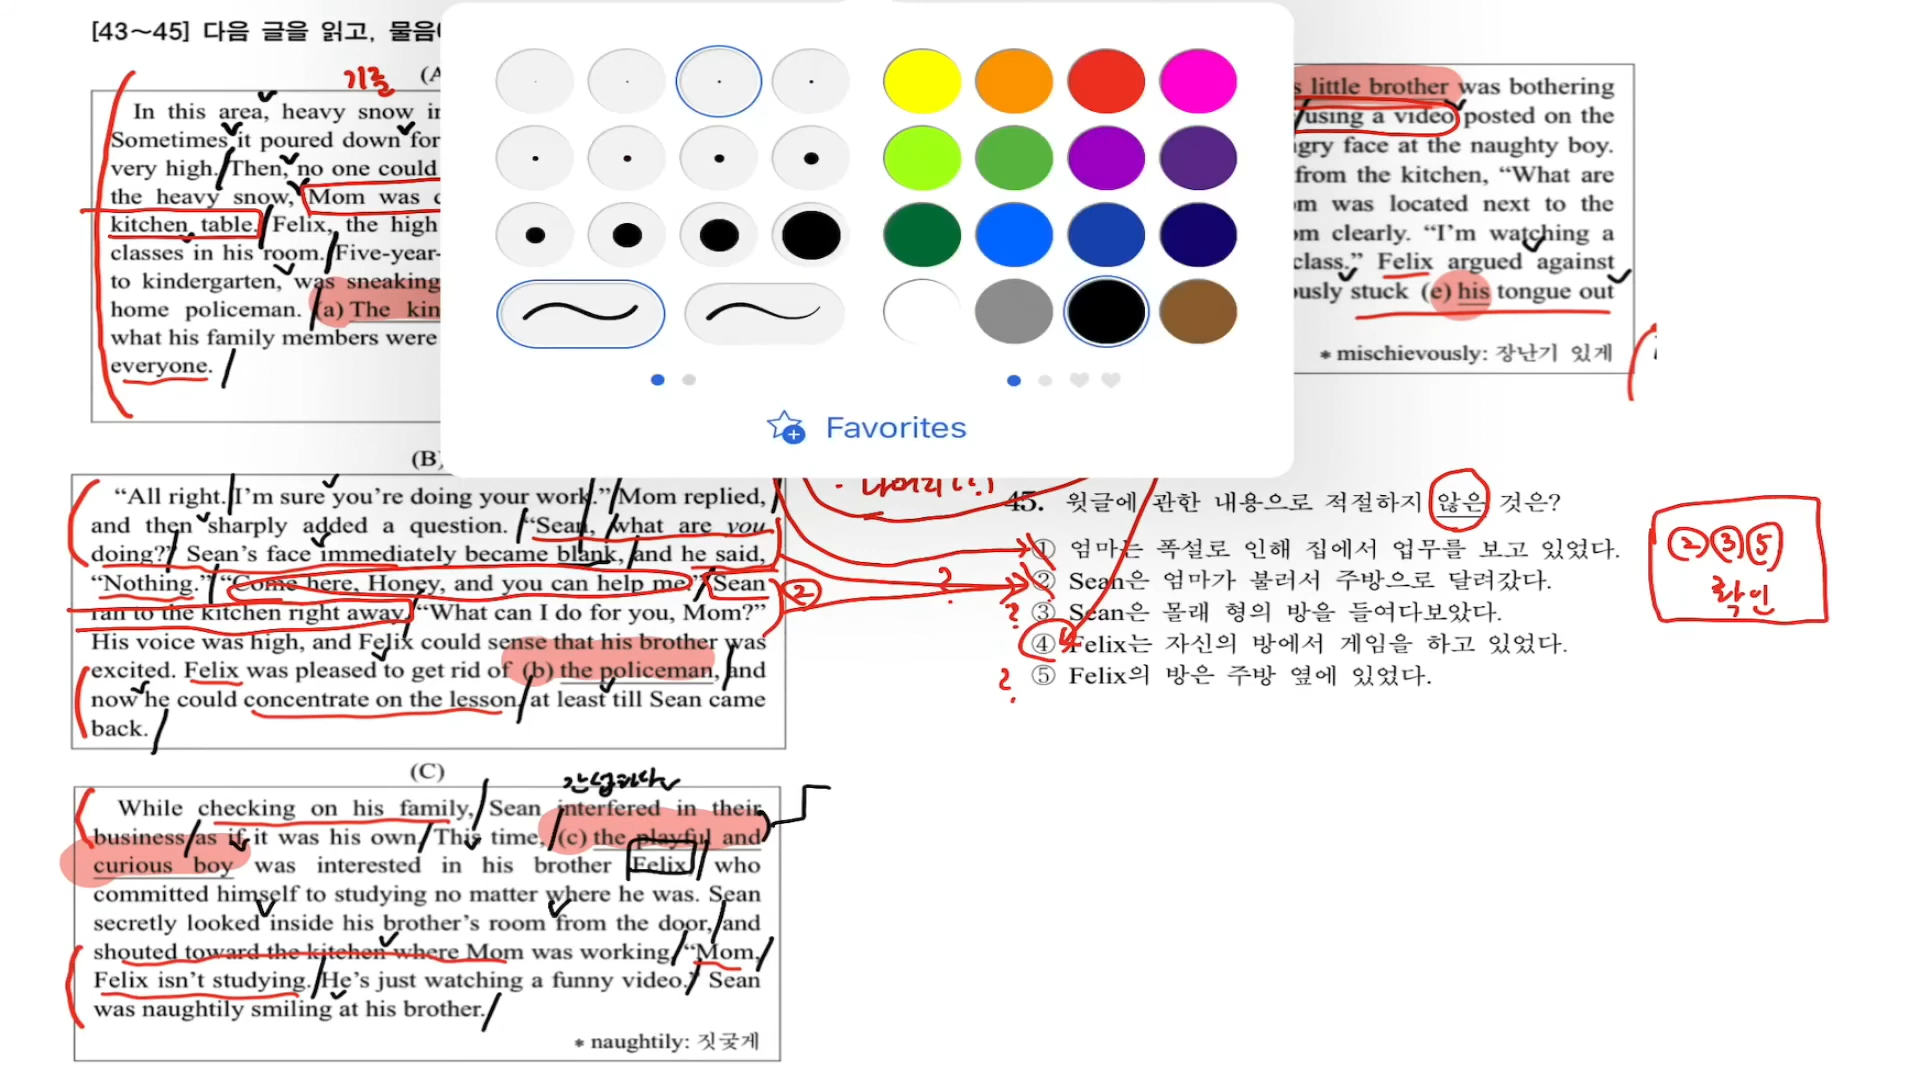 [43～45] 다음 글을 읽고, 물음
기준
(A
In this area, heavy snow in
Sometimes it poured down for
very high. Then, no one could
the heavy snow, Mom was
kitchen table. Felix, the high
classes in his room. Five-year-
to kindergarten, was sneaking
home policeman. (a) The kin
what his family members were
everyone.
(B)
“All right. I’m sure you’re doing your work.” Mom replied,
and then sharply added a question. “Sean, what are you
doing?” Sean’s face immediately became blank, and he said,
“Nothing.” “Come here, Honey, and you can help me.” Sean
ran to the kitchen right away. “What can I do for you, Mom?”
His voice was high, and Felix could sense that his brother was
excited. Felix was pleased to get rid of (b) the policeman, and
now he could concentrate on the lesson, at least till Sean came
back.
②
(C)
간섭하다
While checking on his family, Sean interfered in their
business as if it was his own. This time, (c) the playful and
curious boy was interested in his brother Felix, who
committed himself to studying no matter where he was. Sean
secretly looked inside his brother’s room from the door, and
shouted toward the kitchen where Mom was working, “Mom,
Felix isn’t studying. He’s just watching a funny video.” Sean
was naughtily smiling at his brother.
* naughtily: 짓궂게
Favorites
s little brother was bothering
using a video posted on the
gry face at the naughty boy.
from the kitchen, “What are
om was located next to the
om clearly. “I’m watching a
class.” Felix argued against
ously stuck (e) his tongue out
* mischievously: 장난기 있게
45. 윗글에 관한 내용으로 적절하지 않은 것은?
① 엄마는 폭설로 인해 집에서 업무를 보고 있었다.
? ② Sean은 엄마가 불러서 주방으로 달려갔다.
? ③ Sean은 몰래 형의 방을 들여다보았다.
④ Felix는 자신의 방에서 게임을 하고 있었다.
? ⑤ Felix의 방은 주방 옆에 있었다.
②③⑤
확인